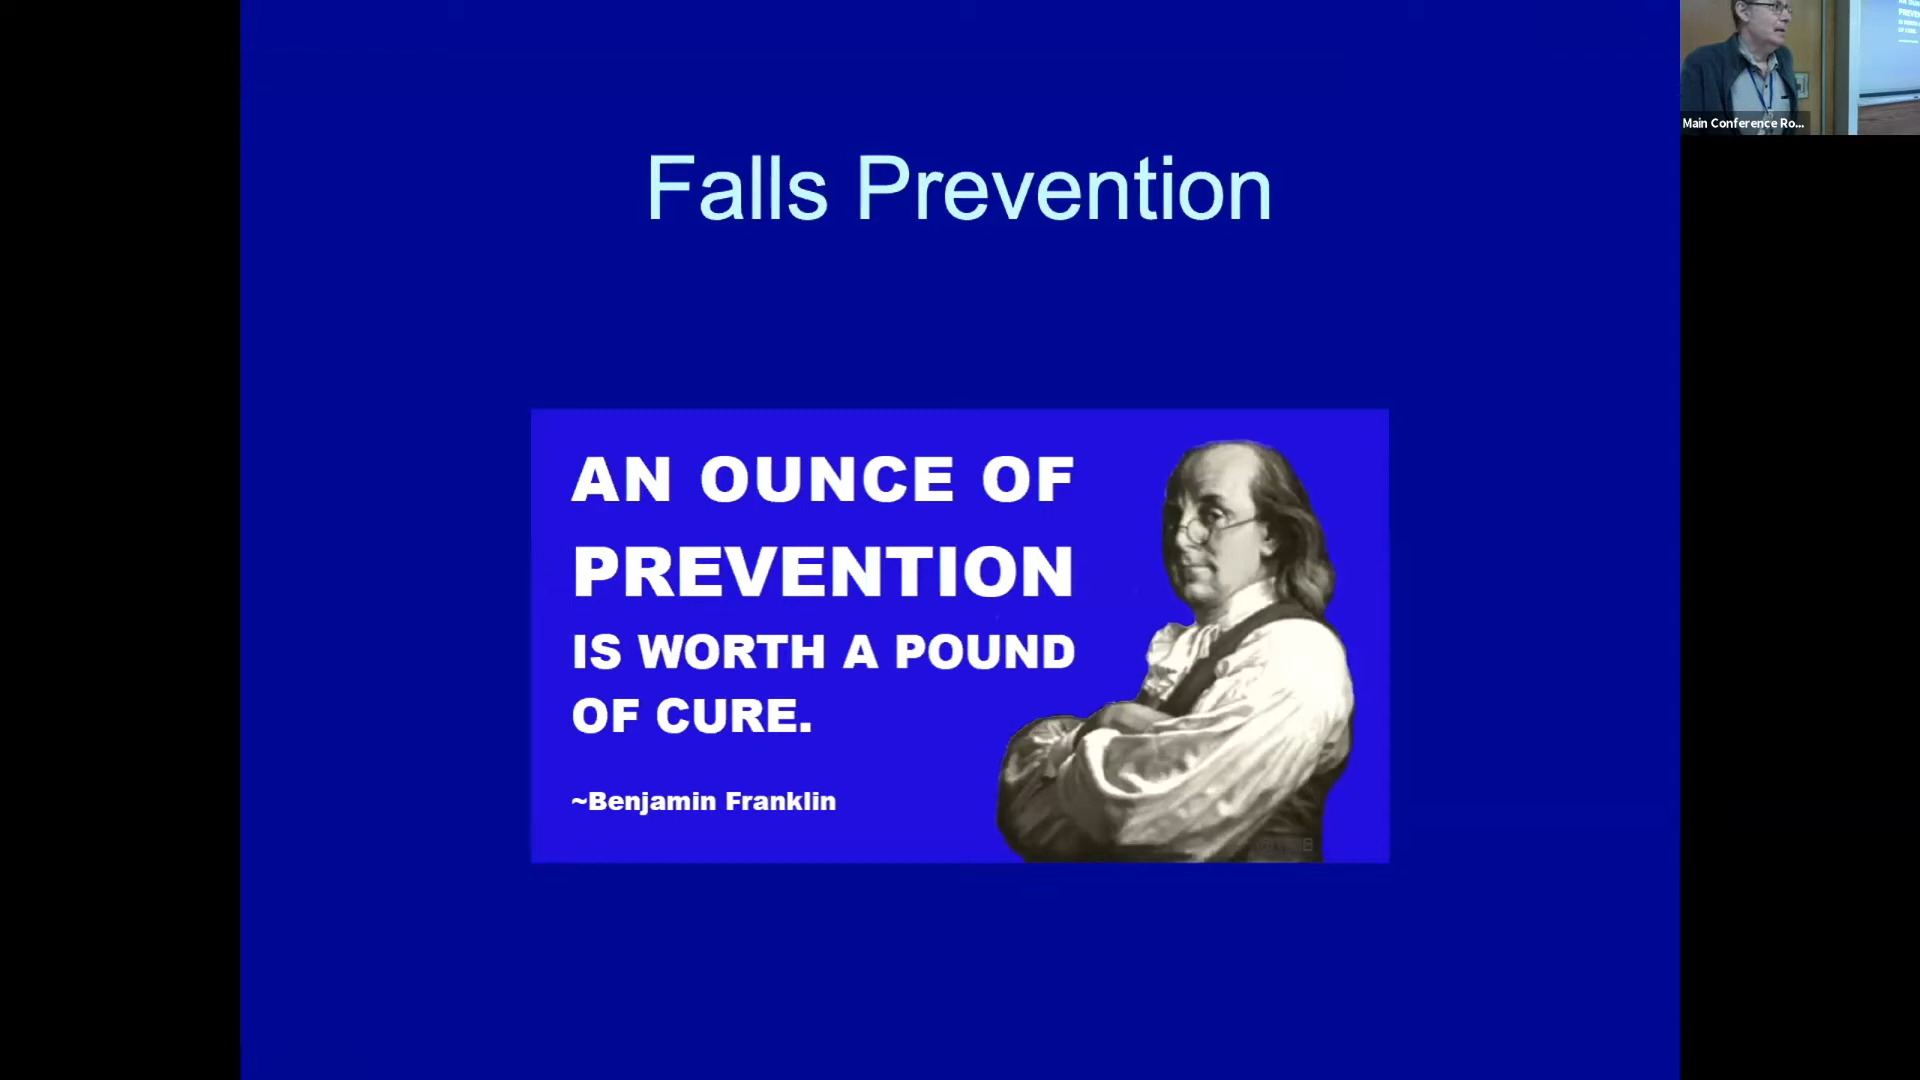 Falls Prevention
AN OUNCE OF
PREVENTION
IS WORTH A POUND
OF CURE.
~Benjamin Franklin
Main Conference Ro...